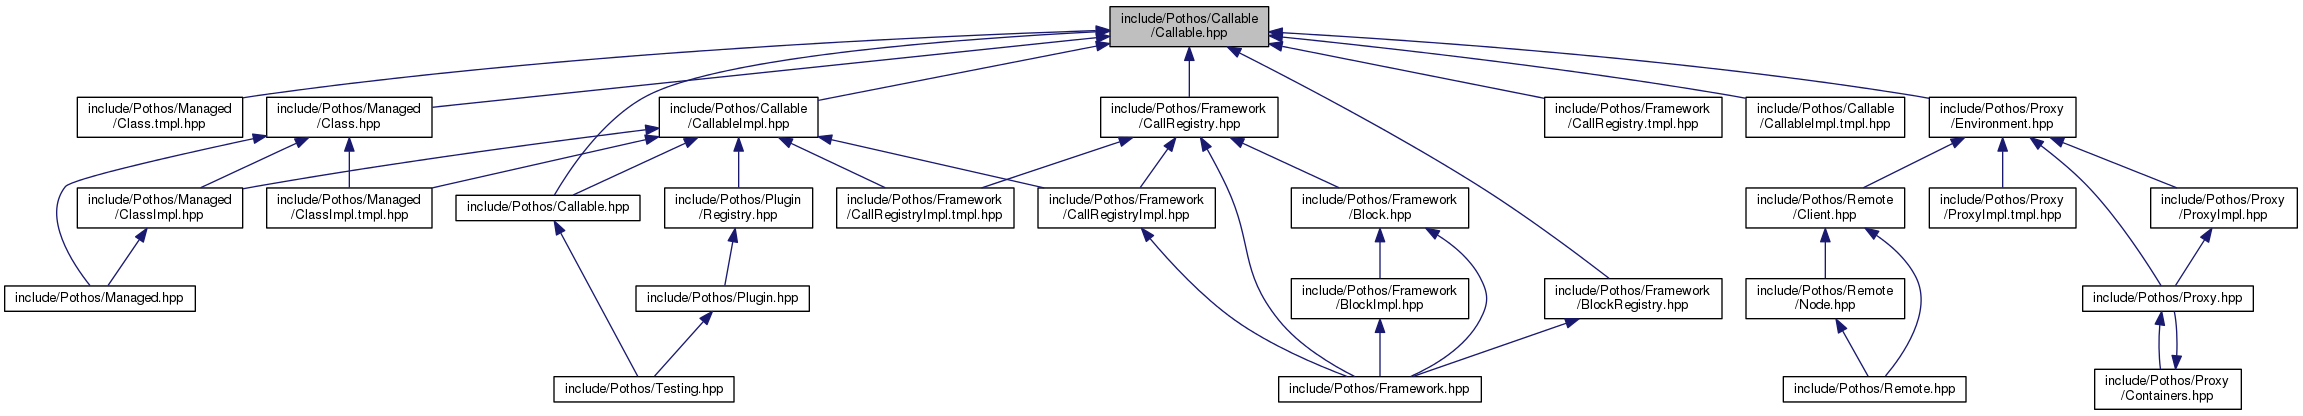 include/Pothos/Callable
/Callable.hpp
include/Pothos/Managed
/Class.tmpl.hpp
include/Pothos/Managed
/Class.hpp
include/Pothos/Callable
/CallableImpl.hpp
include/Pothos/Framework
/CallRegistry.hpp
include/Pothos/Framework
/CallRegistry.tmpl.hpp
include/Pothos/Callable
/CallableImpl.tmpl.hpp
include/Pothos/Proxy
/Environment.hpp
include/Pothos/Managed
/ClassImpl.hpp
include/Pothos/Managed
/ClassImpl.tmpl.hpp
include/Pothos/Callable.hpp
include/Pothos/Plugin
/Registry.hpp
include/Pothos/Framework
/CallRegistryImpl.tmpl.hpp
include/Pothos/Framework
/CallRegistryImpl.hpp
include/Pothos/Framework
/Block.hpp
include/Pothos/Remote
/Client.hpp
include/Pothos/Proxy
/ProxyImpl.tmpl.hpp
include/Pothos/Proxy
/ProxyImpl.hpp
include/Pothos/Managed.hpp
include/Pothos/Plugin.hpp
include/Pothos/Framework
/BlockImpl.hpp
include/Pothos/Framework
/BlockRegistry.hpp
include/Pothos/Remote
/Node.hpp
include/Pothos/Proxy.hpp
include/Pothos/Testing.hpp
include/Pothos/Framework.hpp
include/Pothos/Remote.hpp
include/Pothos/Proxy
/Containers.hpp